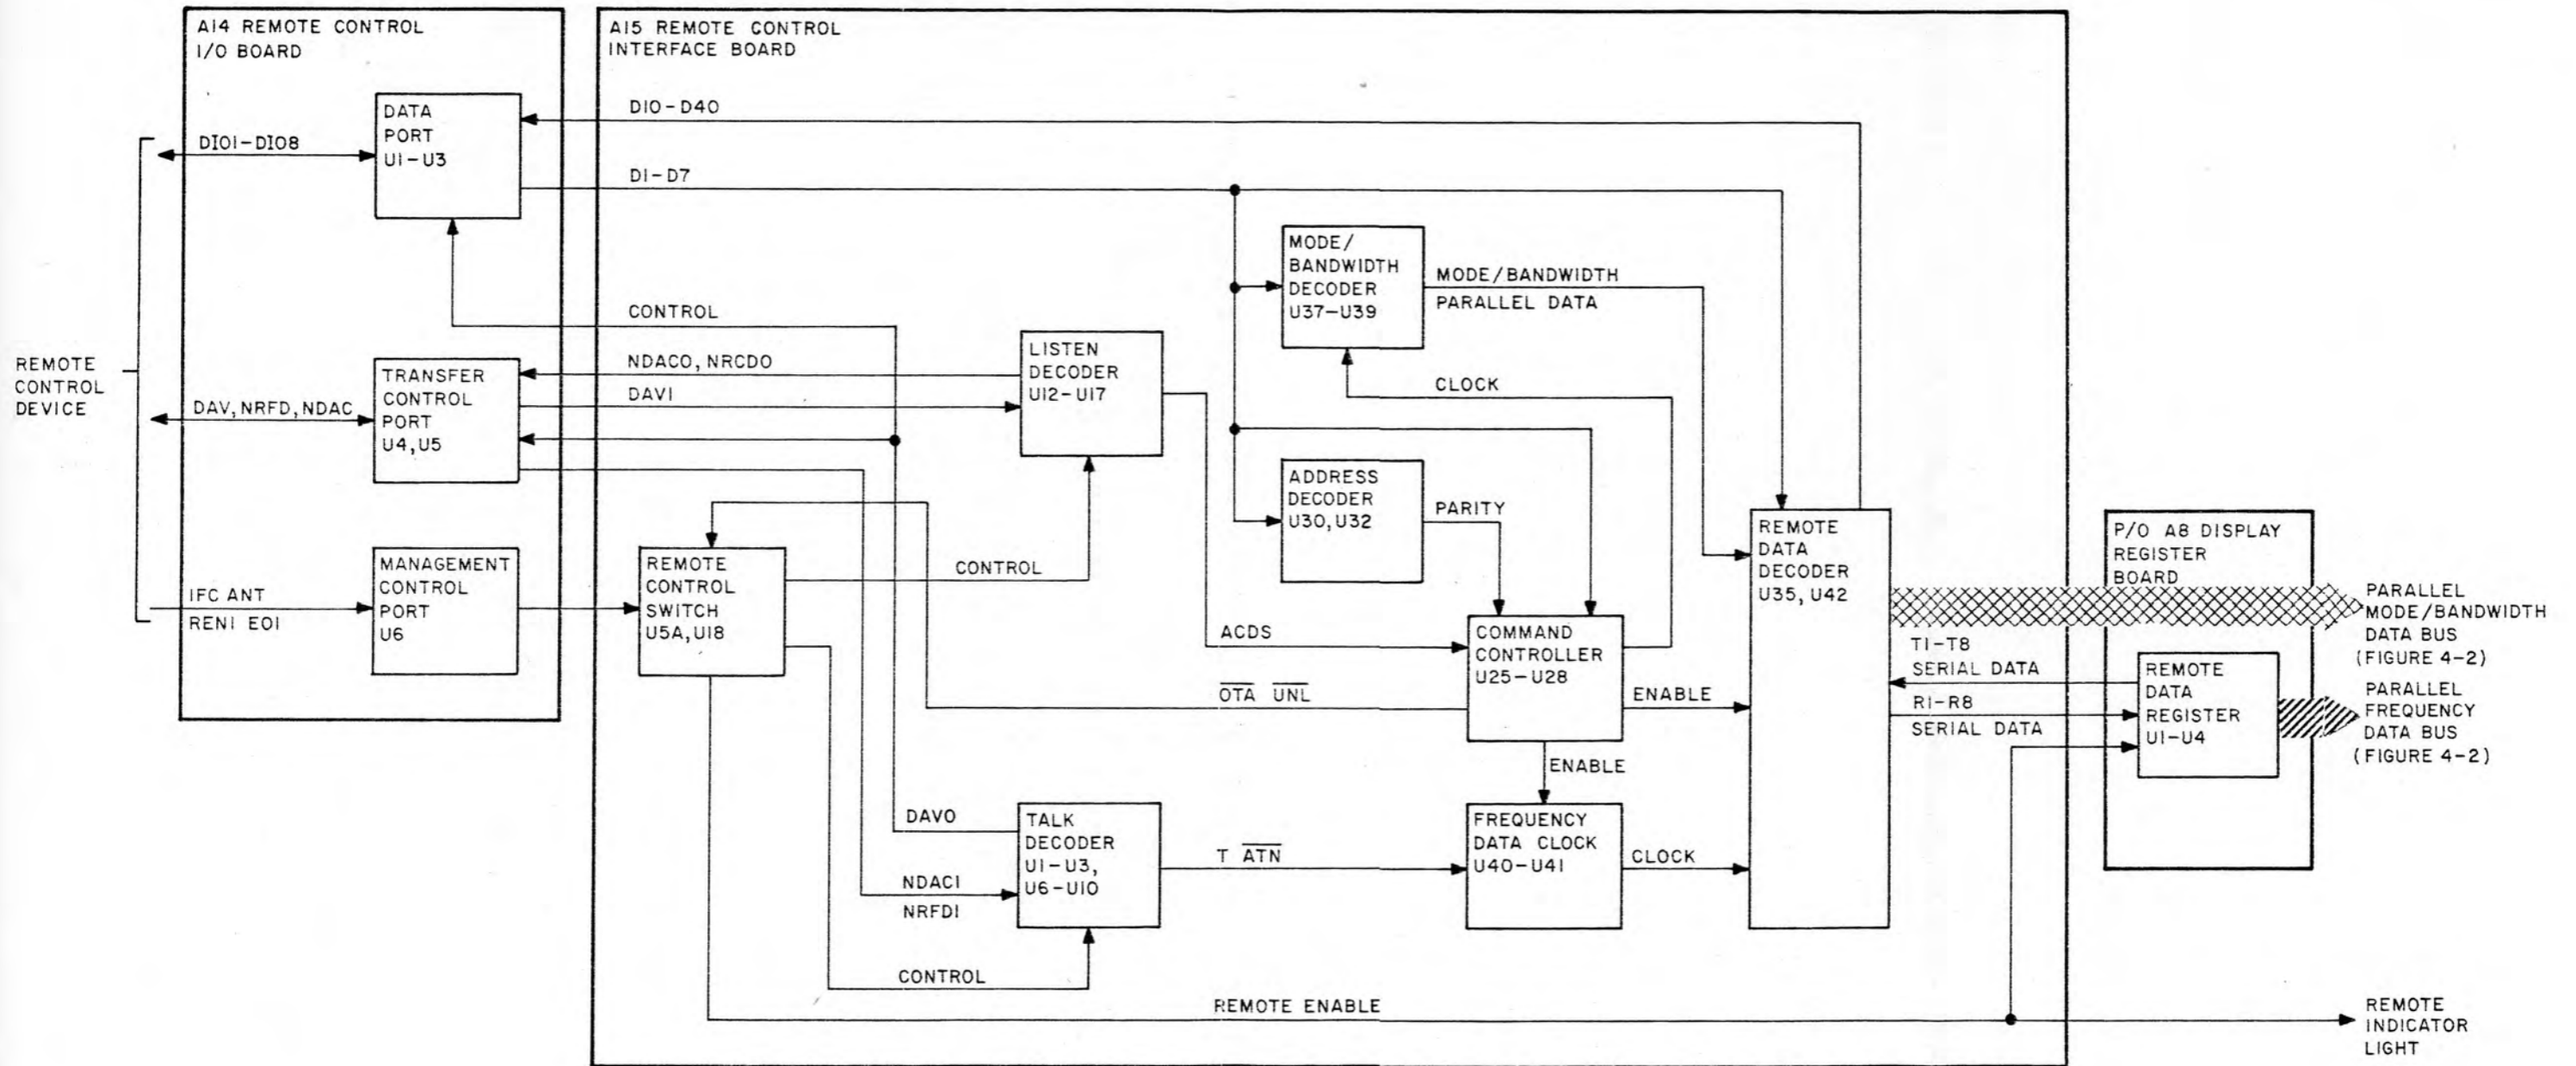 A14 REMOTE CONTROL
I/O BOARD
A15 REMOTE CONTROL
INTERFACE BOARD
DATA
PORT
U1-U3
DIO1-DIO8
D10-D40
D1-D7
MODE/
BANDWIDTH
DECODER
U37-U39
MODE/BANDWIDTH
PARALLEL DATA
CONTROL
REMOTE
CONTROL
DEVICE
TRANSFER
CONTROL
PORT
U4,U5
DAV,NRFD,NDAC
NDACO, NRCDO
DAVI
LISTEN
DECODER
U12-U17
CLOCK
ADDRESS
DECODER
U30,U32
PARITY
MANAGEMENT
CONTROL
PORT
U6
IFC ANT
RENI EOI
REMOTE
CONTROL
SWITCH
U5A,U18
CONTROL
ACDS
COMMAND
CONTROLLER
U25-U28
OTA UNL
ENABLE
ENABLE
REMOTE
DATA
DECODER
U35, U42
P/O A8 DISPLAY
REGISTER
BOARD
PARALLEL
MODE/BANDWIDTH
DATA BUS
(FIGURE 4-2)
T1-T8
SERIAL DATA
R1-R8
SERIAL DATA
REMOTE
DATA
REGISTER
U1-U4
PARALLEL
FREQUENCY
DATA BUS
(FIGURE 4-2)
DAVO
TALK
DECODER
U1-U3,
U6-U10
NDACI
NRFDI
T ATN
FREQUENCY
DATA CLOCK
U40-U41
CLOCK
CONTROL
REMOTE ENABLE
REMOTE
INDICATOR
LIGHT